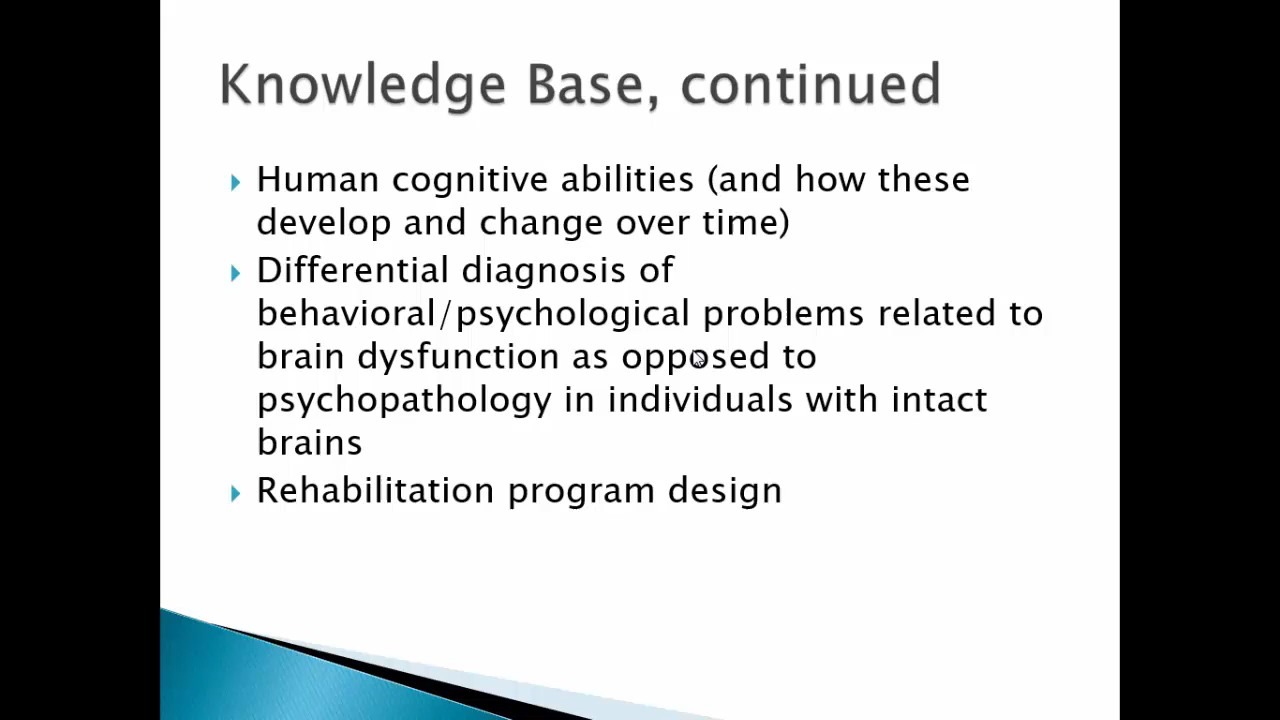 Knowledge Base, continued
Human cognitive abilities (and how these
develop and change over time)
Differential diagnosis of
behavioral/psychological problems related to
brain dysfunction as opposed to
psychopathology in individuals with intact
brains
Rehabilitation program design